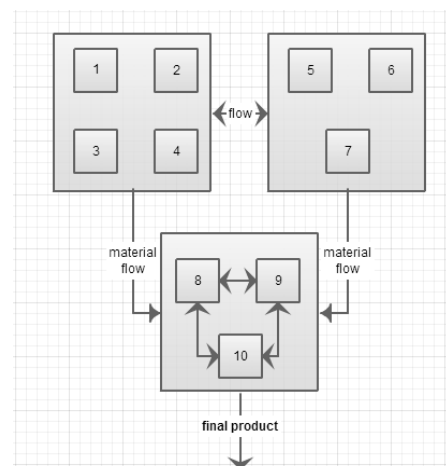 1 2 5 6
flow
3 4 7
material
flow
material
flow
8 9
10
final product